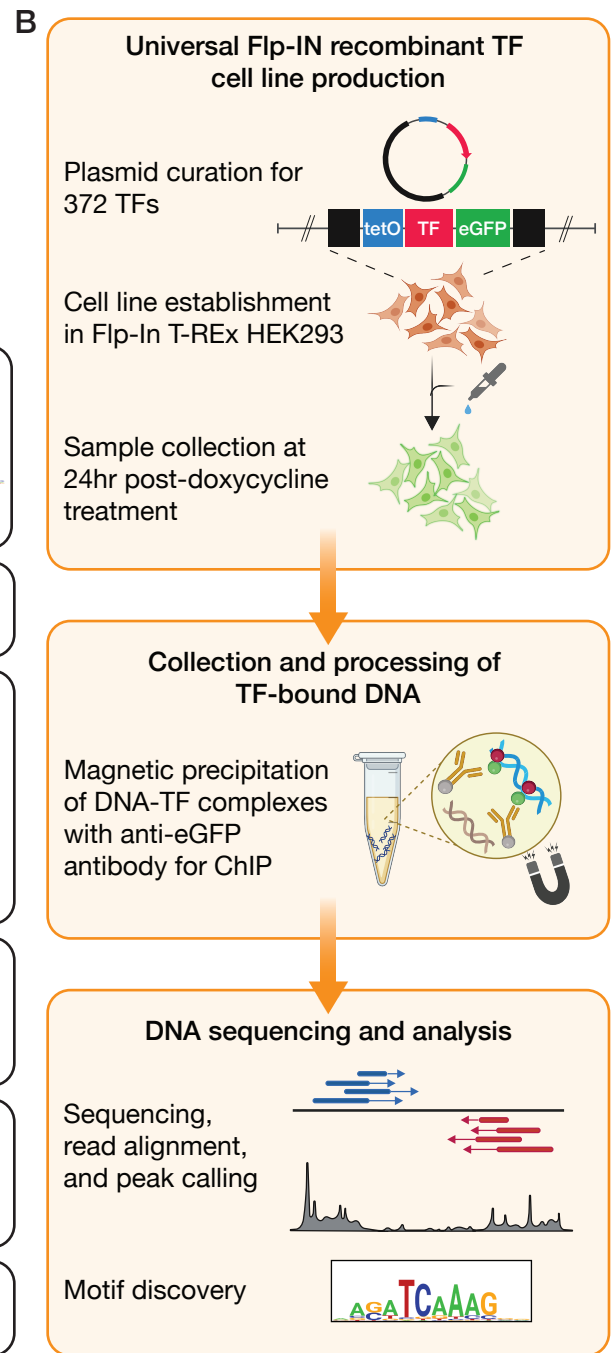 B
Universal Flp-IN recombinant TF
cell line production
Plasmid curation for
372 TFs
tetO TF eGFP
Cell line establishment
in Flp-In T-REx HEK293
Sample collection at
24hr post-doxycycline
treatment
Collection and processing of
TF-bound DNA
Magnetic precipitation
of DNA-TF complexes
with anti-eGFP
antibody for ChIP
DNA sequencing and analysis
Sequencing,
read alignment,
and peak calling
Motif discovery
AGATCAAAG